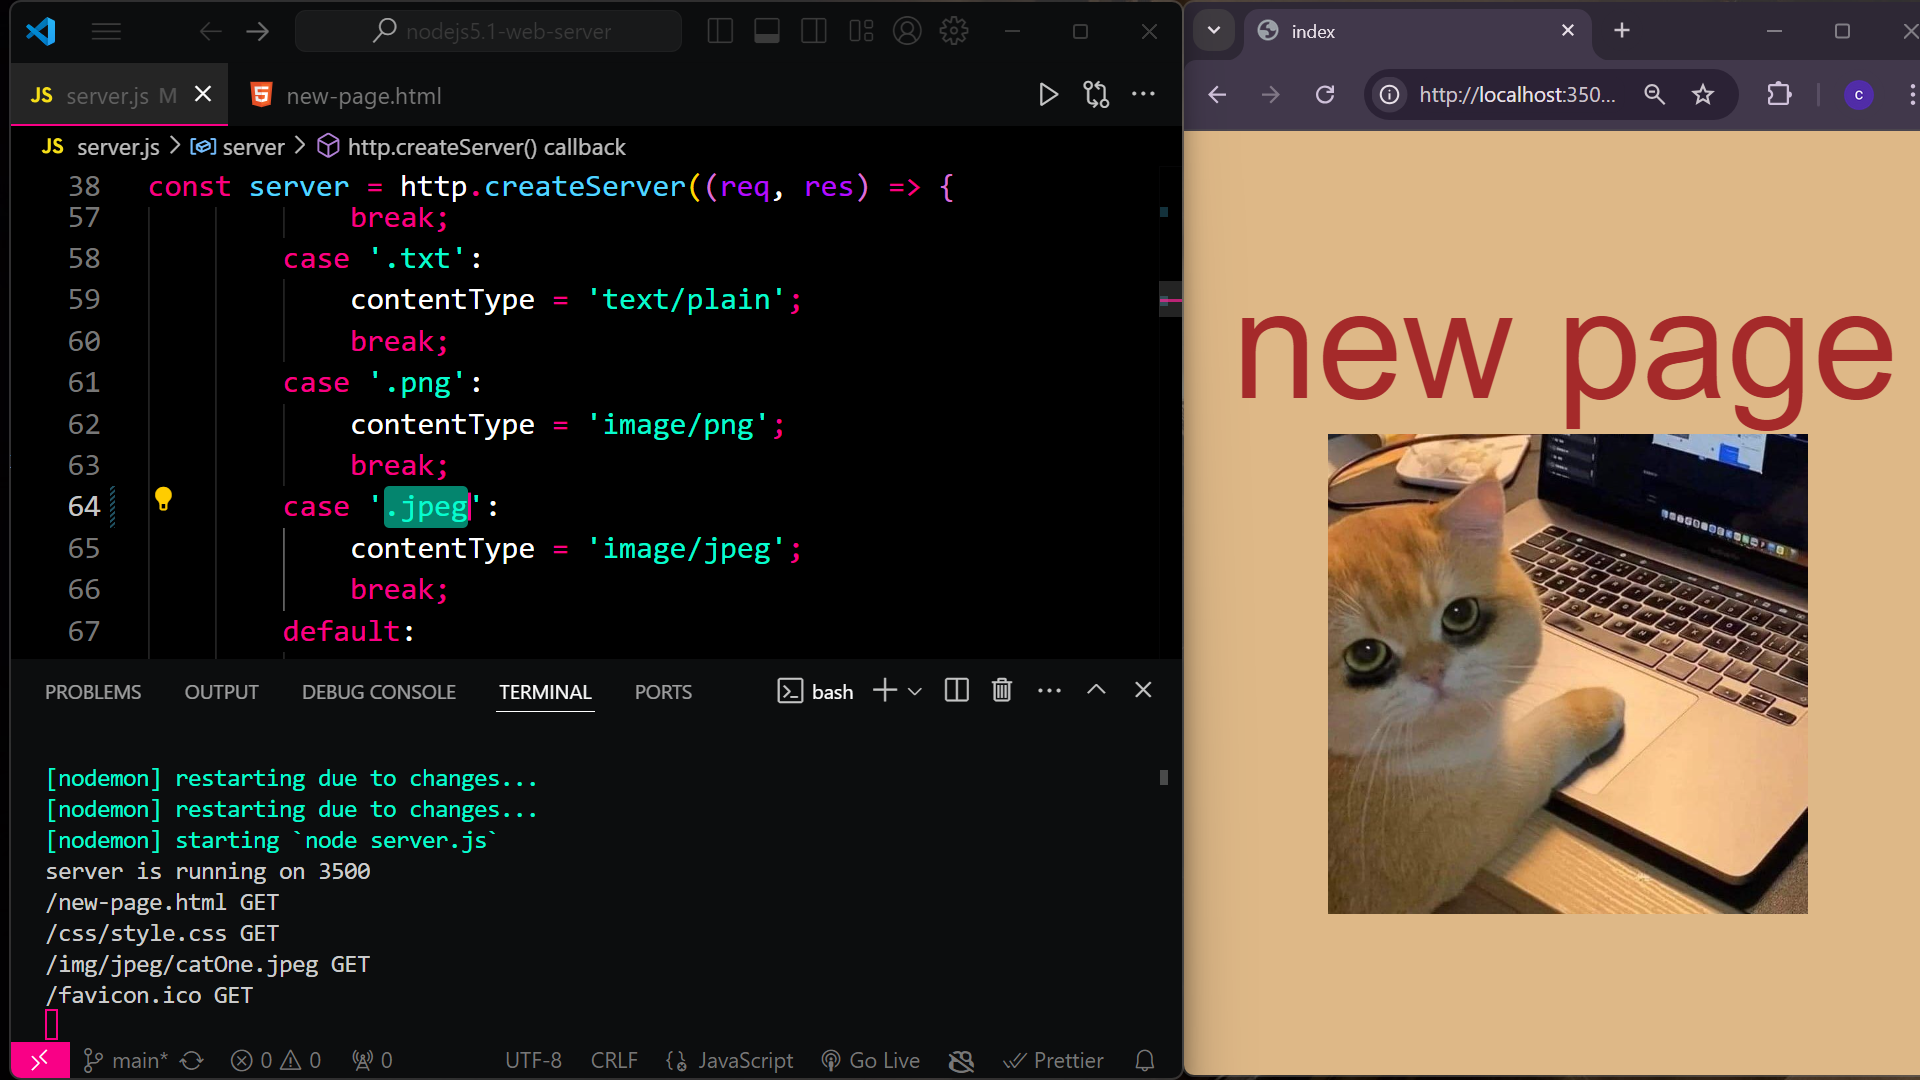 nodejs5.1-web-server
JS server.js M
new-page.html
JS server.js > server > http.createServer() callback
38 const server = http.createServer((req, res) => {
57 break;
58 case '.txt':
59 contentType = 'text/plain';
60 break;
61 case '.png':
62 contentType = 'image/png';
63 break;
64 case '.jpeg':
65 contentType = 'image/jpeg';
66 break;
67 default:
PROBLEMS OUTPUT DEBUG CONSOLE TERMINAL PORTS bash
[nodemon] restarting due to changes...
[nodemon] restarting due to changes...
[nodemon] starting `node server.js`
server is running on 3500
/new-page.html GET
/css/style.css GET
/img/jpeg/catOne.jpeg GET
/favicon.ico GET
main* 0 0 0 UTF-8 CRLF JavaScript Go Live Prettier
index
http://localhost:350...
c
new page